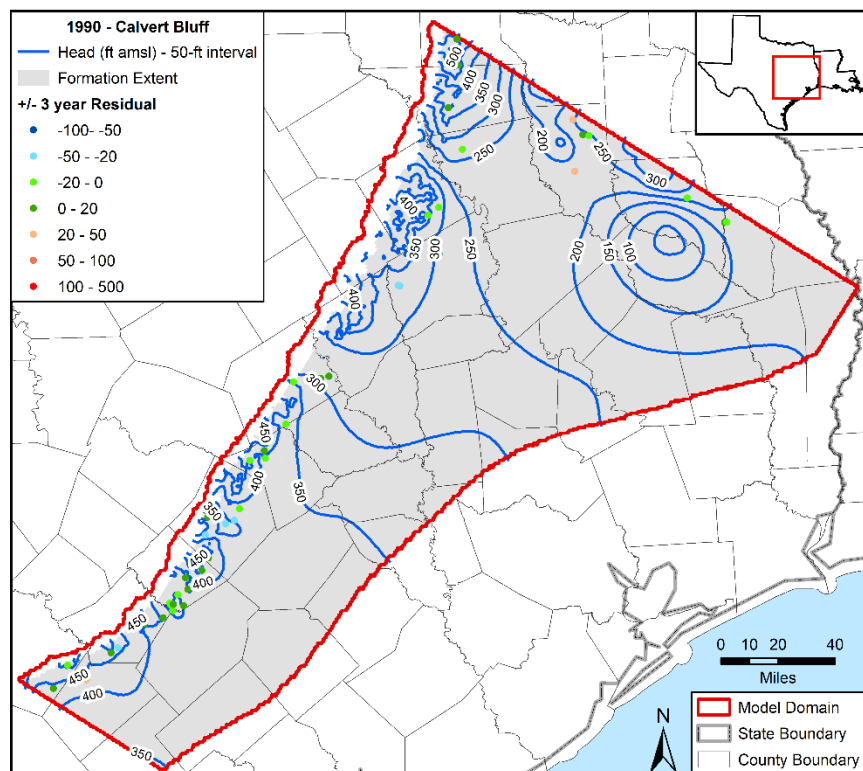 1990 - Calvert Bluff
Head (ft amsl) - 50-ft interval
Formation Extent
+/- 3 year Residual
-100- -50
-50 - -20
-20 - 0
0 - 20
20 - 50
50 - 100
100 - 500
500
400
350
300
250
200
250
300
400
350
300
250
200
150
100
400
300
450
400
350
350
450
400
450
450
400
350
0 10 20 40
Miles
N
Model Domain
State Boundary
County Boundary